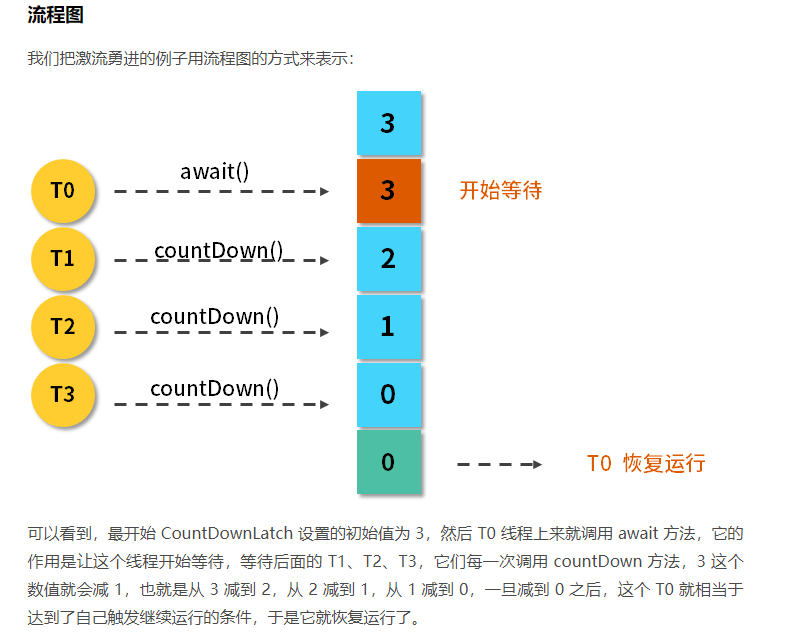 流程图
我们把激流勇进的例子用流程图的方式来表示：
3
T0 await() 3 开始等待
T1 countDown() 2
T2 countDown() 1
T3 countDown() 0
0 T0 恢复运行
可以看到，最开始 CountDownLatch 设置的初始值为 3，然后 T0 线程上来就调用 await 方法，它的
作用是让这个线程开始等待，等待后面的 T1、T2、T3，它们每一次调用 countDown 方法，3 这个
数值就会减 1，也就是从 3 减到 2，从 2 减到 1，从 1 减到 0，一旦减到 0 之后，这个 T0 就相当于
达到了自己触发继续运行的条件，于是它就恢复运行了。